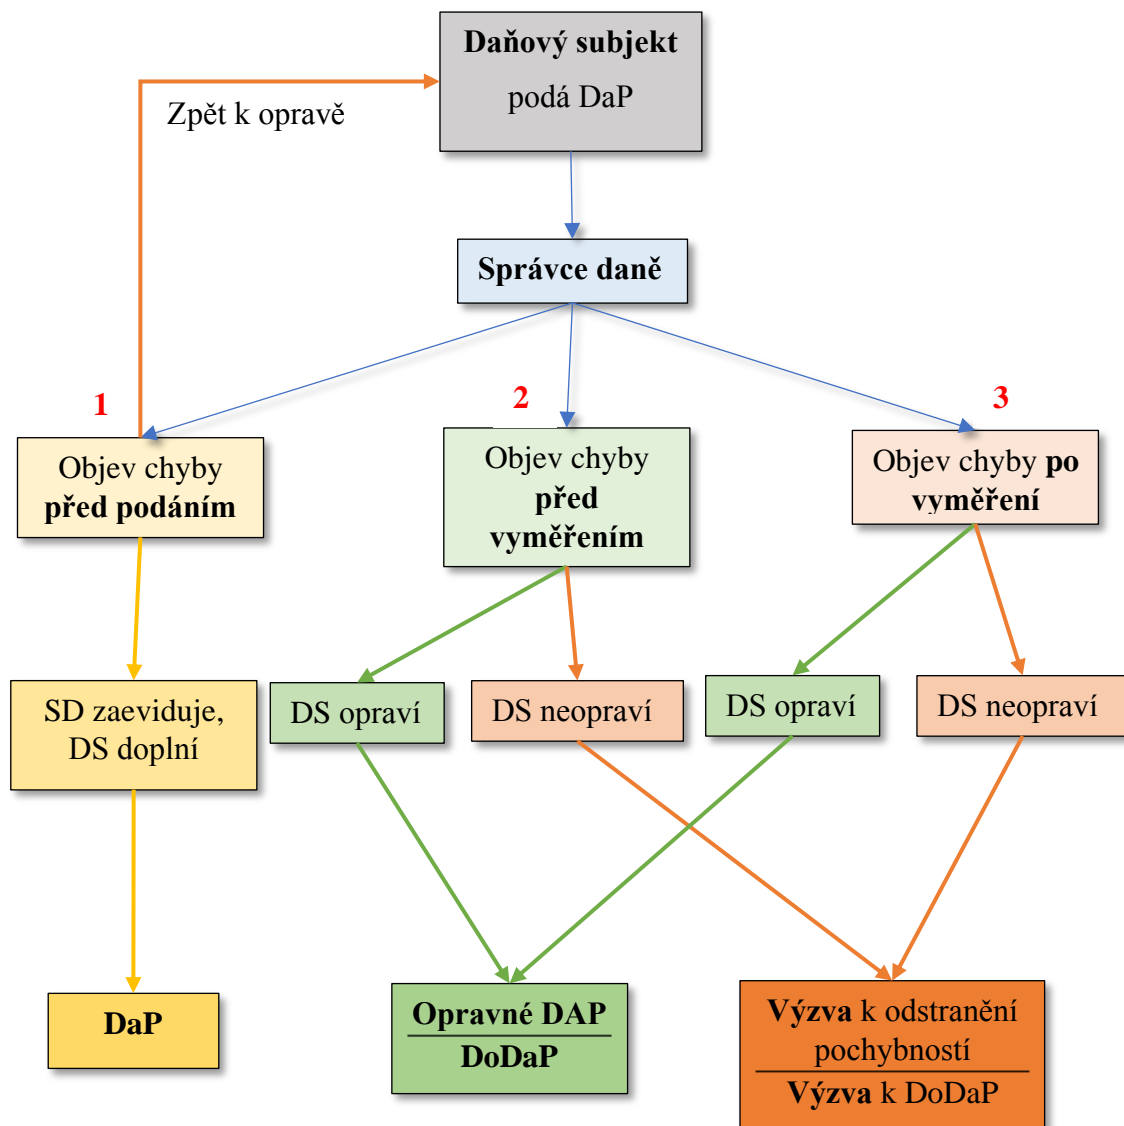 Daňový subjekt
podá DaP
Zpět k opravě
Správce daně
1
2
3
Objev chyby
před podáním
Objev chyby
před
vyměřením
Objev chyby po
vyměření
SD zaeviduje,
DS doplní
DS opraví
DS neopraví
DS opraví
DS neopraví
DaP
Opravné DAP
DoDaP
Výzva k odstranění
pochybností
Výzva k DoDaP